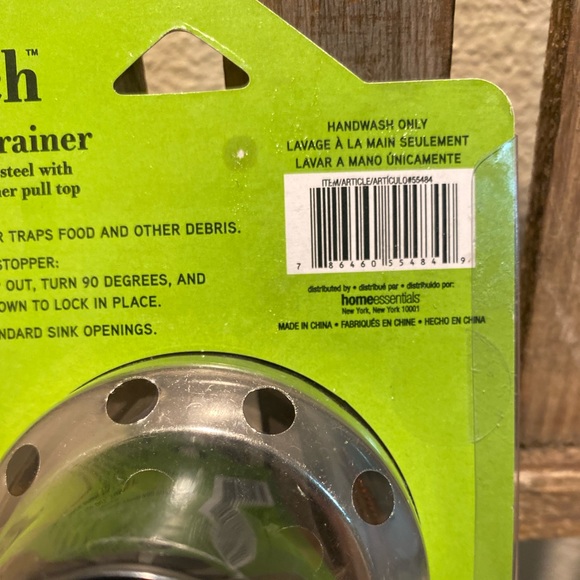 ch™
rainer
steel with
er pull top
R TRAPS FOOD AND OTHER DEBRIS.
STOPPER:
OUT, TURN 90 DEGREES, AND
OWN TO LOCK IN PLACE.
NDARD SINK OPENINGS.
HANDWASH ONLY
LAVAGE À LA MAIN SEULEMENT
LAVAR A MANO ÚNICAMENTE
ITEM/ARTICLE/ARTÍCULO#55484
7 86460 55484 9
distributed by • distribué par • distribuido por:
homeessentials
New York, New York 10001
MADE IN CHINA • FABRIQUÉS EN CHINE • HECHO EN CHINA